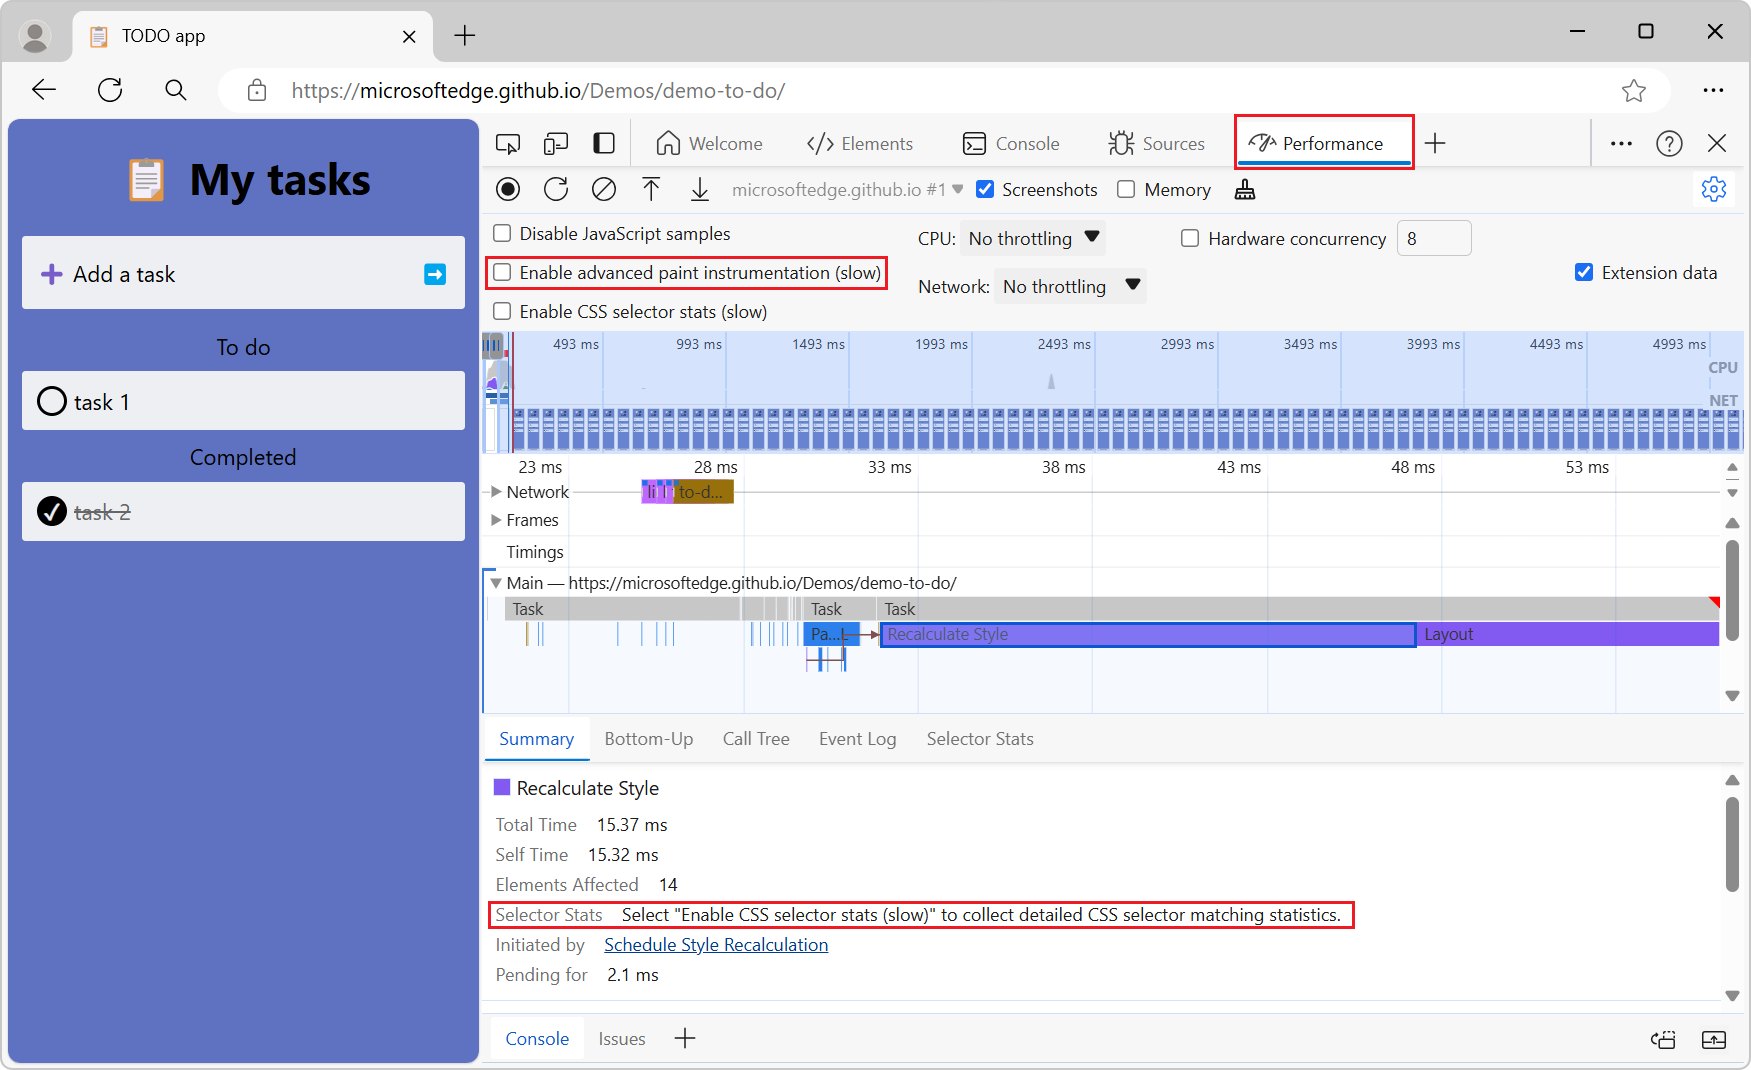 TODO app
https://microsoftedge.github.io/Demos/demo-to-do/
My tasks
Add a task
To do
task 1
Completed
task 2
Welcome
Elements
Console
Sources
Performance
microsoftedge.github.io #1
Screenshots
Memory
Disable JavaScript samples
Enable advanced paint instrumentation (slow)
Enable CSS selector stats (slow)
CPU: No throttling
Network: No throttling
Hardware concurrency 8
Extension data
493 ms 993 ms 1493 ms 1993 ms 2493 ms 2993 ms 3493 ms 3993 ms 4493 ms 4993 ms
CPU
NET
23 ms 28 ms 33 ms 38 ms 43 ms 48 ms 53 ms
Network
li l to-d...
Frames
Timings
Main — https://microsoftedge.github.io/Demos/demo-to-do/
Task Task Task
Pa...L Recalculate Style Layout
Summary Bottom-Up Call Tree Event Log Selector Stats
Recalculate Style
Total Time 15.37 ms
Self Time 15.32 ms
Elements Affected 14
Selector Stats Select "Enable CSS selector stats (slow)" to collect detailed CSS selector matching statistics.
Initiated by Schedule Style Recalculation
Pending for 2.1 ms
Console Issues